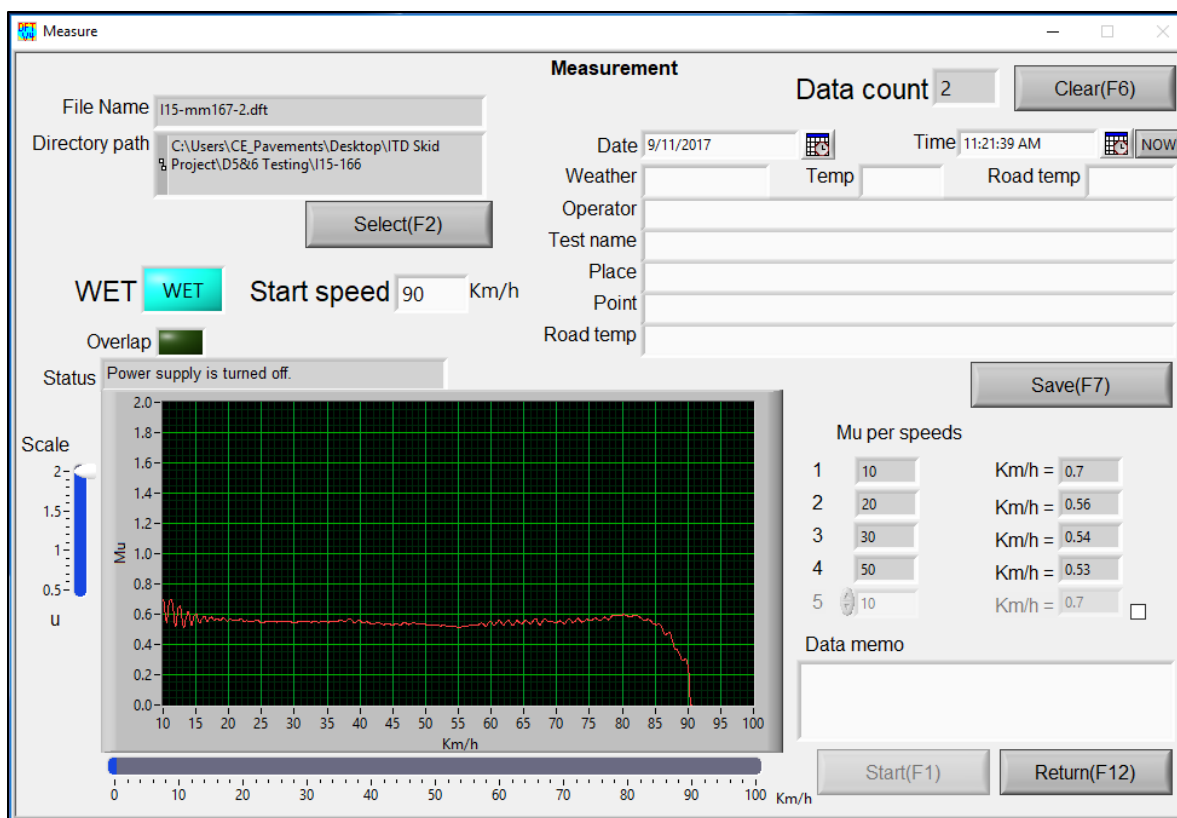 DFT V4 Measure
Measurement
Data count 2 Clear(F6)
File Name I15-mm167-2.dft
Directory path C:\Users\CE_Pavements\Desktop\ITD Skid
Project\D5&6 Testing\I15-166
Date 9/11/2017 Time 11:21:39 AM NOW
Weather Temp Road temp
Select(F2)
Operator
Test name
Place
Point
Road temp
WET WET Start speed 90 Km/h
Overlap
Status Power supply is turned off.
Save(F7)
Scale
2
1.5
1
0.5
u
Mu
2.0
1.8
1.6
1.4
1.2
1.0
0.8
0.6
0.4
0.2
0.0
10 15 20 25 30 35 40 45 50 55 60 65 70 75 80 85 90 95 100
Km/h
0 10 20 30 40 50 60 70 80 90 100 Km/h
Mu per speeds
1 10 Km/h = 0.7
2 20 Km/h = 0.56
3 30 Km/h = 0.54
4 50 Km/h = 0.53
5 10 Km/h = 0.7
Data memo
Start(F1) Return(F12)